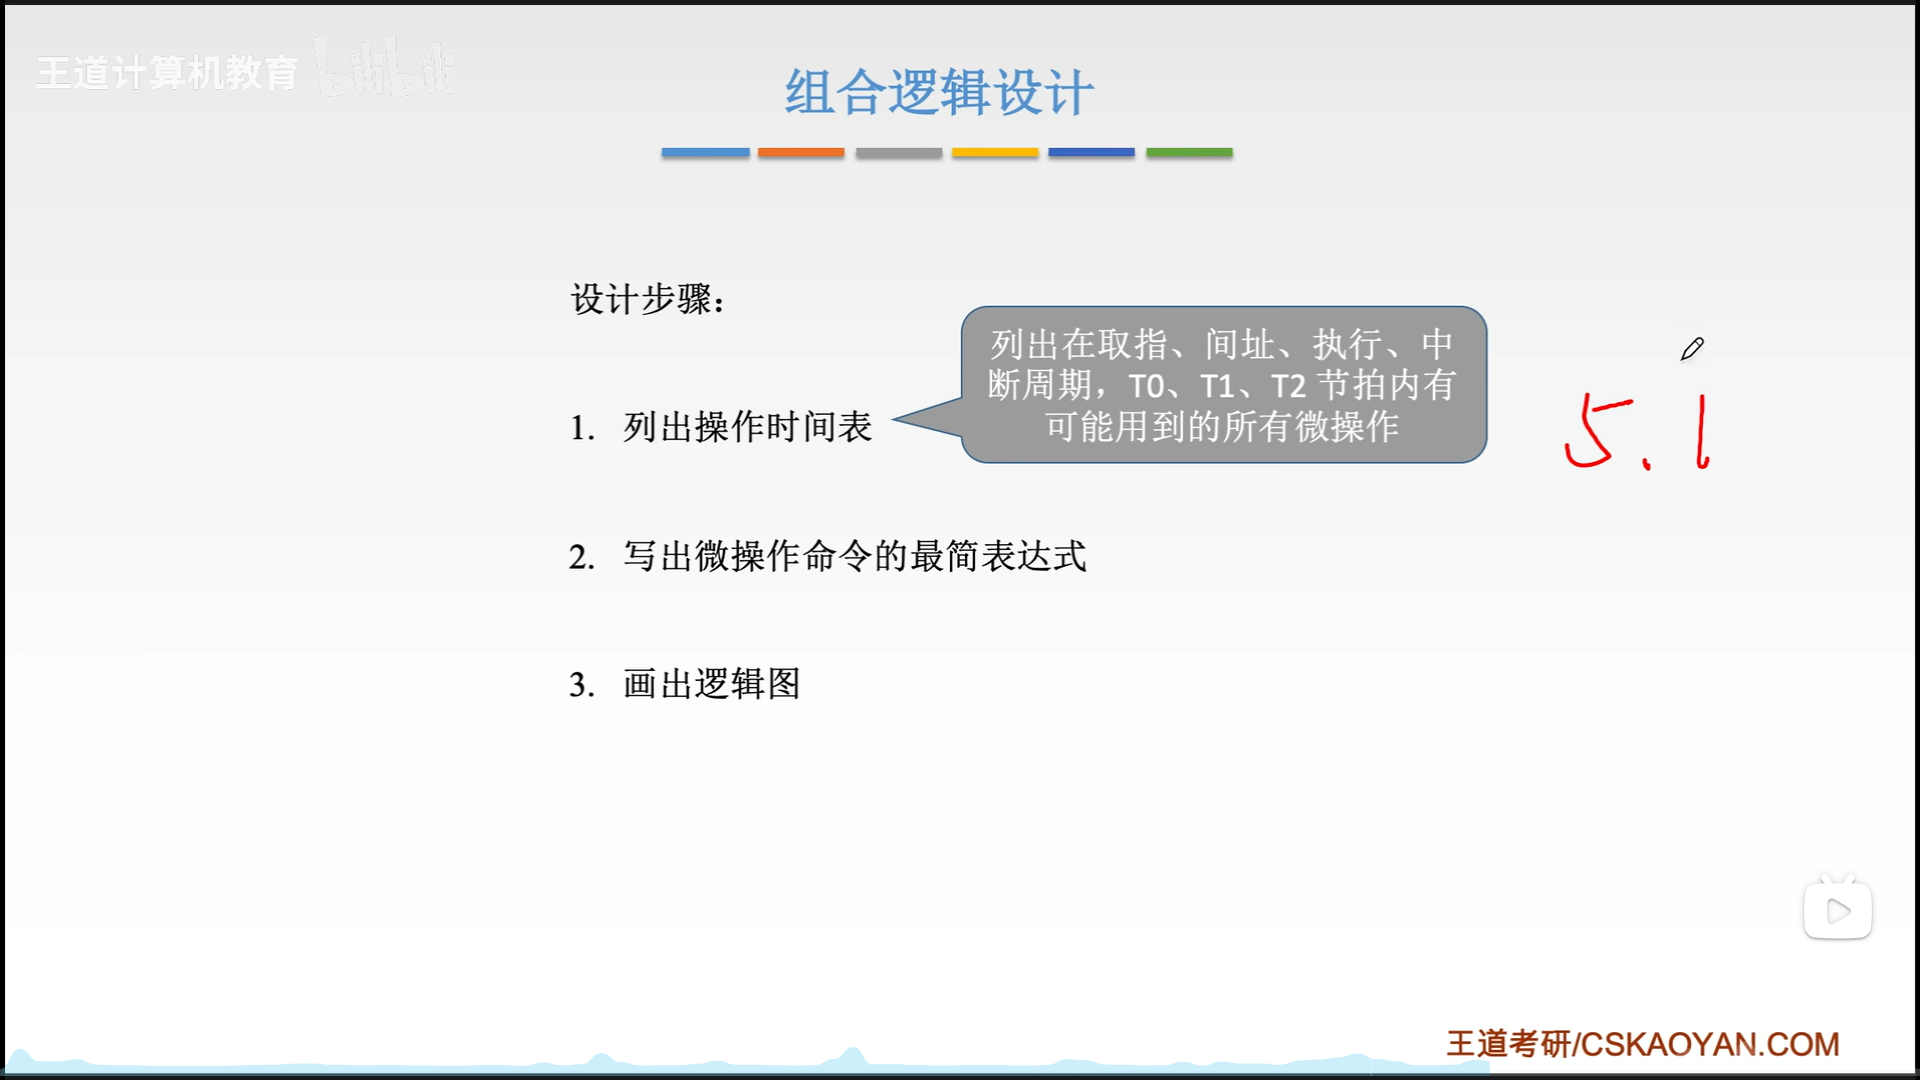 王道计算机教育 bilibili
组合逻辑设计
设计步骤：
列出在取指、间址、执行、中
断周期，T0、T1、T2 节拍内有
可能用到的所有微操作
1. 列出操作时间表
5.1
2. 写出微操作命令的最简表达式
3. 画出逻辑图
王道考研/CSKAOYAN.COM